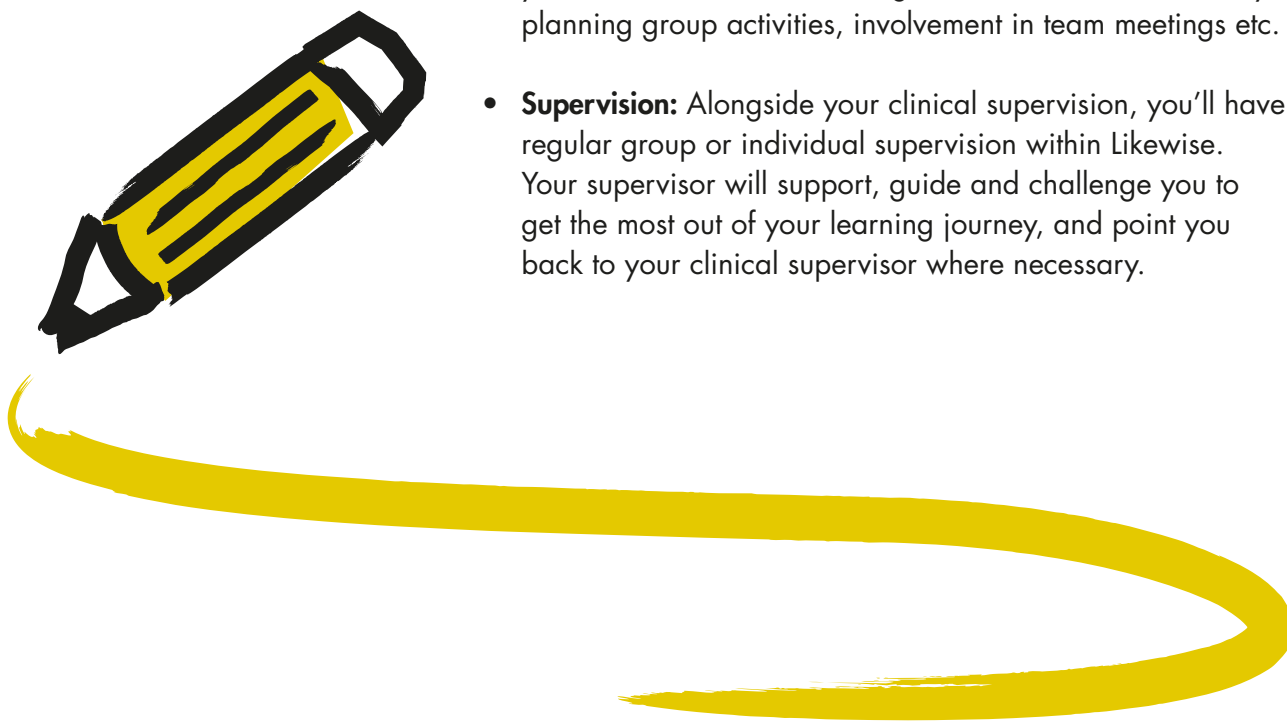 planning group activities, involvement in team meetings etc.
• Supervision: Alongside your clinical supervision, you’ll have
regular group or individual supervision within Likewise.
Your supervisor will support, guide and challenge you to
get the most out of your learning journey, and point you
back to your clinical supervisor where necessary.